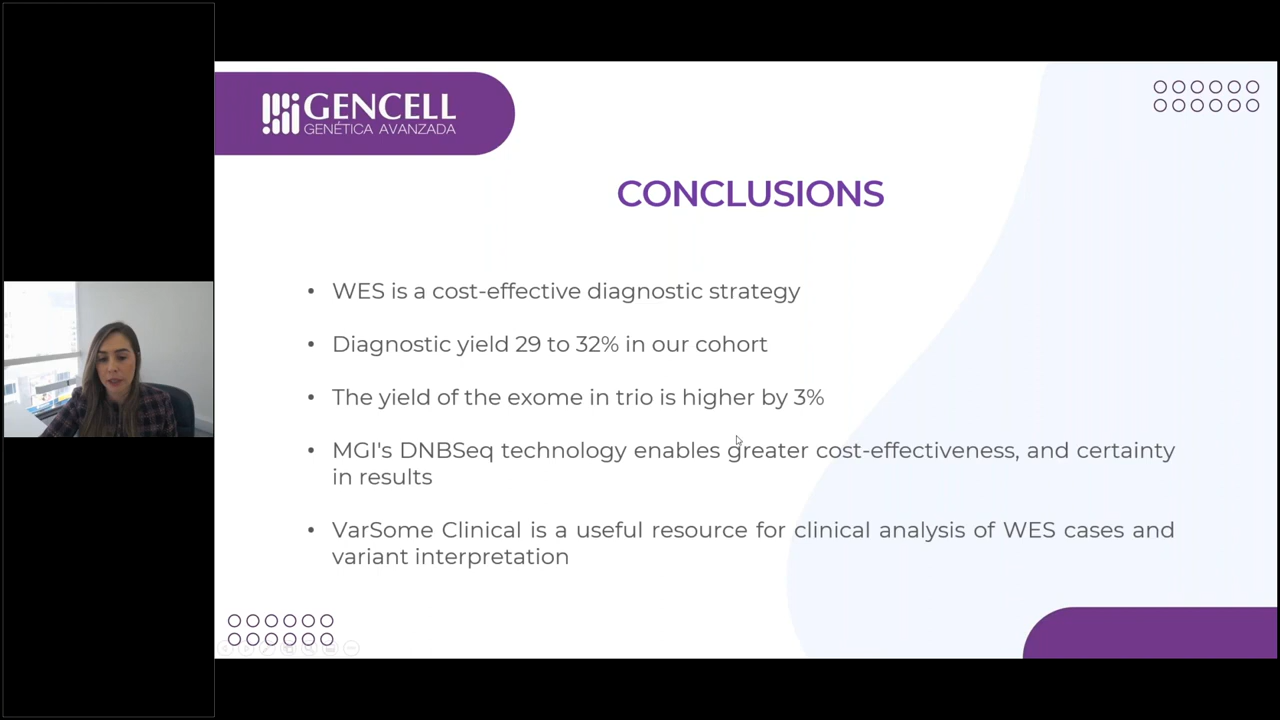 GENCELL
GENÉTICA AVANZADA
CONCLUSIONS
• WES is a cost-effective diagnostic strategy
• Diagnostic yield 29 to 32% in our cohort
• The yield of the exome in trio is higher by 3%
• MGI's DNBSeq technology enables greater cost-effectiveness, and certainty
in results
• VarSome Clinical is a useful resource for clinical analysis of WES cases and
variant interpretation